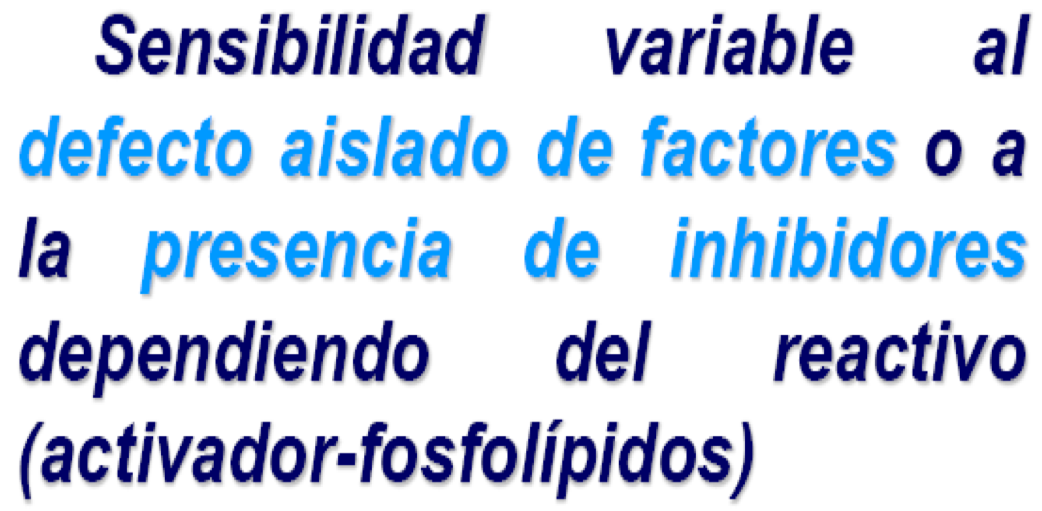 Sensibilidad variable al
defecto aislado de factores o a
la presencia de inhibidores
dependiendo del reactivo
(activador-fosfolípidos)